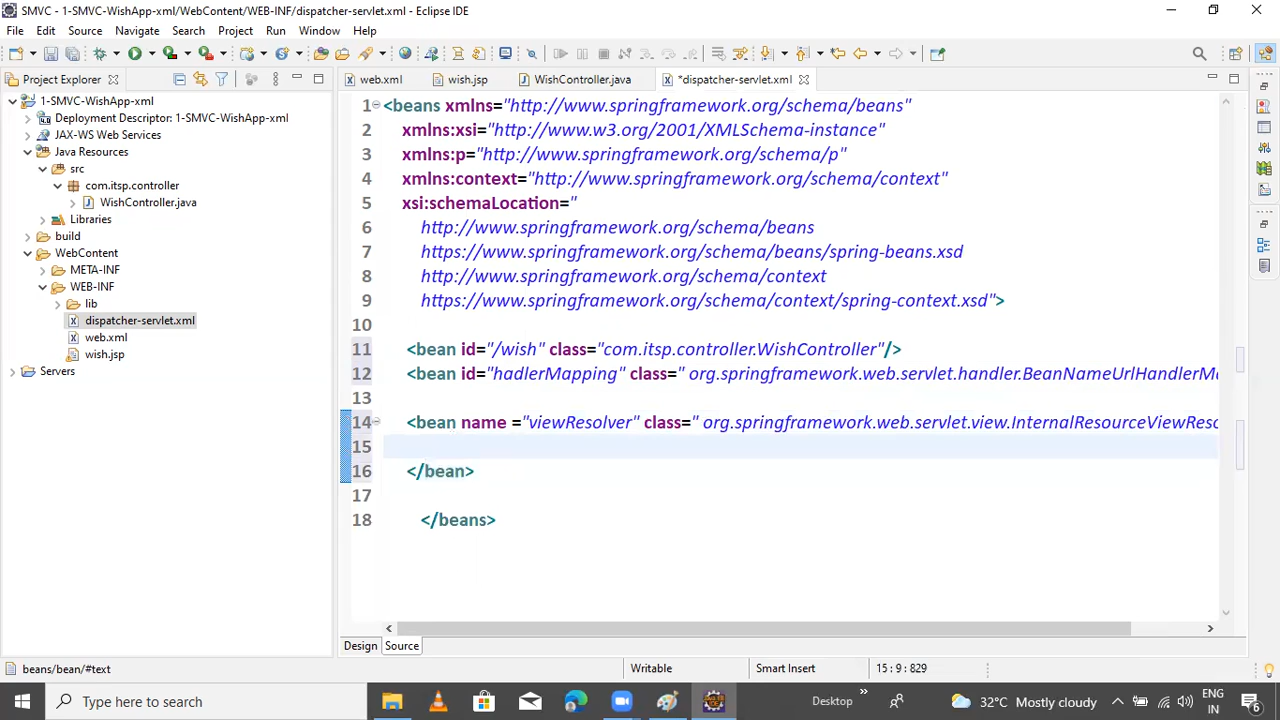 SMVC - 1-SMVC-WishApp-xml/WebContent/WEB-INF/dispatcher-servlet.xml - Eclipse IDE
File Edit Source Navigate Search Project Run Window Help
Project Explorer
web.xml wish.jsp WishController.java *dispatcher-servlet.xml
1-SMVC-WishApp-xml
Deployment Descriptor: 1-SMVC-WishApp-xml
JAX-WS Web Services
Java Resources
src
com.itsp.controller
WishController.java
Libraries
build
WebContent
META-INF
WEB-INF
lib
dispatcher-servlet.xml
web.xml
wish.jsp
Servers
1 <beans xmlns="http://www.springframework.org/schema/beans"
2 xmlns:xsi="http://www.w3.org/2001/XMLSchema-instance"
3 xmlns:p="http://www.springframework.org/schema/p"
4 xmlns:context="http://www.springframework.org/schema/context"
5 xsi:schemaLocation="
6 http://www.springframework.org/schema/beans
7 https://www.springframework.org/schema/beans/spring-beans.xsd
8 http://www.springframework.org/schema/context
9 https://www.springframework.org/schema/context/spring-context.xsd">
10
11 <bean id="/wish" class="com.itsp.controller.WishController"/>
12 <bean id="hadlerMapping" class=" org.springframework.web.servlet.handler.BeanNameUrlHandlerMa
13
14 <bean name ="viewResolver" class=" org.springframework.web.servlet.view.InternalResourceViewReso
15
16 </bean>
17
18 </beans>
Design Source
beans/bean/#text Writable Smart Insert 15 : 9 : 829
Type here to search Desktop 32°C Mostly cloudy ENG
IN 6